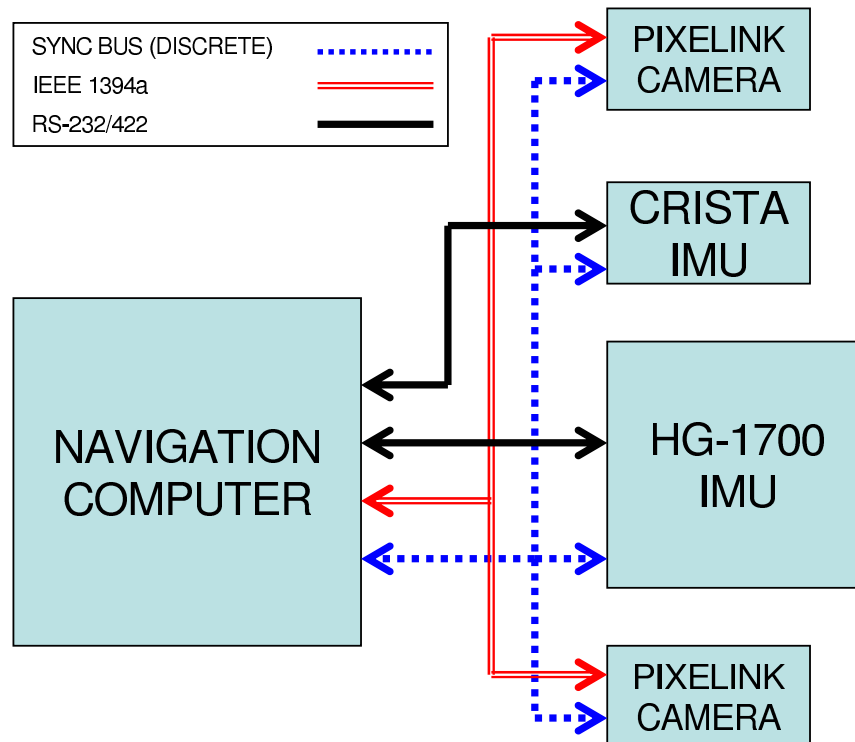 SYNC BUS (DISCRETE)
IEEE 1394a
RS-232/422
PIXELINK
CAMERA
CRISTA
IMU
NAVIGATION
COMPUTER
HG-1700
IMU
PIXELINK
CAMERA